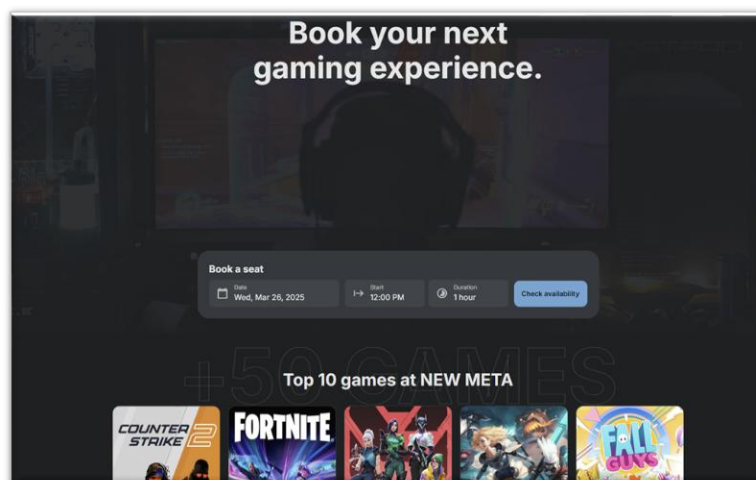 Book your next
gaming experience.
Book a seat
Date
Wed, Mar 26, 2025
Start
12:00 PM
Duration
1 hour
Check availability
+50 GAMES
Top 10 games at NEW META
COUNTER
STRIKE 2
FORTNITE
FALL
GUYS